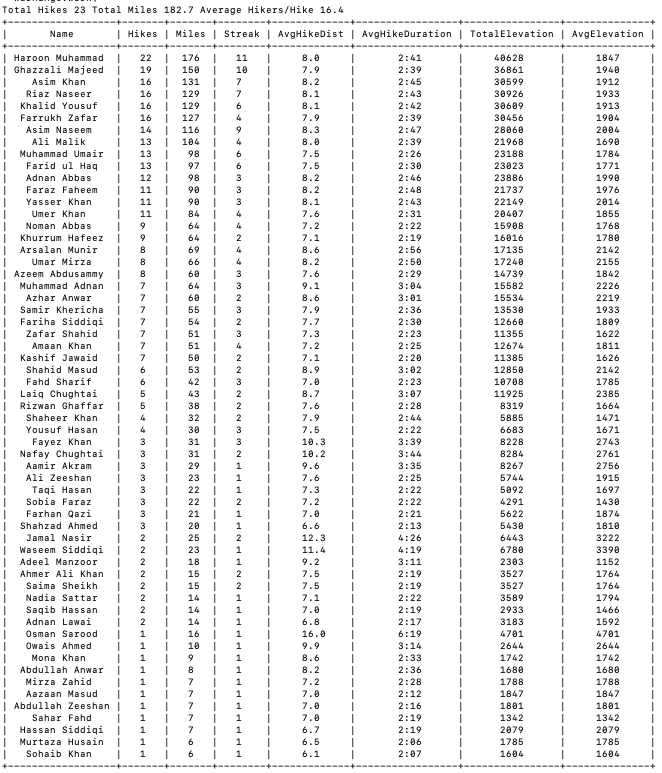 Total Hikes 23 Total Miles 182.7 Average Hikers/Hike 16.4
| Name | Hikes | Miles | Streak | AvgHikeDist | AvgHikeDuration | TotalElevation | AvgElevation |
| Haroon Muhammad | 22 | 176 | 11 | 8.0 | 2:41 | 40628 | 1847 |
| Ghazzali Majeed | 19 | 150 | 10 | 7.9 | 2:39 | 36861 | 1940 |
| Asim Khan | 16 | 131 | 7 | 8.2 | 2:45 | 30599 | 1912 |
| Riaz Naseer | 16 | 129 | 7 | 8.1 | 2:43 | 30926 | 1933 |
| Khalid Yousuf | 16 | 129 | 6 | 8.1 | 2:42 | 30609 | 1913 |
| Farrukh Zafar | 16 | 127 | 4 | 7.9 | 2:39 | 30456 | 1904 |
| Asim Naseem | 14 | 116 | 9 | 8.3 | 2:47 | 28060 | 2004 |
| Ali Malik | 13 | 104 | 4 | 8.0 | 2:39 | 21968 | 1690 |
| Muhammad Umair | 13 | 98 | 6 | 7.5 | 2:26 | 23188 | 1784 |
| Farid ul Haq | 13 | 97 | 6 | 7.5 | 2:30 | 23023 | 1771 |
| Adnan Abbas | 12 | 98 | 3 | 8.2 | 2:46 | 23886 | 1990 |
| Faraz Faheem | 11 | 90 | 3 | 8.2 | 2:48 | 21737 | 1976 |
| Yasser Khan | 11 | 90 | 3 | 8.1 | 2:43 | 22149 | 2014 |
| Umer Khan | 11 | 84 | 4 | 7.6 | 2:31 | 20407 | 1855 |
| Noman Abbas | 9 | 64 | 4 | 7.2 | 2:22 | 15908 | 1768 |
| Khurrum Hafeez | 9 | 64 | 2 | 7.1 | 2:19 | 16016 | 1780 |
| Arsalan Munir | 8 | 69 | 4 | 8.6 | 2:56 | 17135 | 2142 |
| Umar Mirza | 8 | 66 | 4 | 8.2 | 2:50 | 17240 | 2155 |
| Azeem Abdusammy | 8 | 60 | 3 | 7.6 | 2:29 | 14739 | 1842 |
| Muhammad Adnan | 7 | 64 | 3 | 9.1 | 3:04 | 15582 | 2226 |
| Azhar Anwar | 7 | 60 | 2 | 8.6 | 3:01 | 15534 | 2219 |
| Samir Khericha | 7 | 55 | 3 | 7.9 | 2:36 | 13530 | 1933 |
| Fariha Siddiqi | 7 | 54 | 2 | 7.7 | 2:30 | 12660 | 1809 |
| Zafar Shahid | 7 | 51 | 3 | 7.3 | 2:23 | 11355 | 1622 |
| Amaan Khan | 7 | 51 | 4 | 7.2 | 2:25 | 12674 | 1811 |
| Kashif Jawaid | 7 | 50 | 2 | 7.1 | 2:20 | 11385 | 1626 |
| Shahid Masud | 6 | 53 | 2 | 8.9 | 3:02 | 12850 | 2142 |
| Fahd Sharif | 6 | 42 | 3 | 7.0 | 2:23 | 10708 | 1785 |
| Laiq Chughtai | 5 | 43 | 2 | 8.7 | 3:07 | 11925 | 2385 |
| Rizwan Ghaffar | 5 | 38 | 2 | 7.6 | 2:28 | 8319 | 1664 |
| Shaheer Khan | 4 | 32 | 2 | 7.9 | 2:44 | 5885 | 1471 |
| Yousuf Hasan | 4 | 30 | 3 | 7.5 | 2:22 | 6683 | 1671 |
| Fayez Khan | 3 | 31 | 3 | 10.3 | 3:39 | 8228 | 2743 |
| Nafay Chughtai | 3 | 31 | 2 | 10.2 | 3:44 | 8284 | 2761 |
| Aamir Akram | 3 | 29 | 1 | 9.6 | 3:35 | 8267 | 2756 |
| Ali Zeeshan | 3 | 23 | 1 | 7.6 | 2:25 | 5744 | 1915 |
| Taqi Hasan | 3 | 22 | 1 | 7.3 | 2:22 | 5092 | 1697 |
| Sobia Faraz | 3 | 22 | 2 | 7.2 | 2:22 | 4291 | 1430 |
| Farhan Qazi | 3 | 21 | 1 | 7.0 | 2:21 | 5622 | 1874 |
| Shahzad Ahmed | 3 | 20 | 1 | 6.6 | 2:13 | 5430 | 1810 |
| Jamal Nasir | 2 | 25 | 2 | 12.3 | 4:26 | 6443 | 3222 |
| Waseem Siddiqi | 2 | 23 | 1 | 11.4 | 4:19 | 6780 | 3390 |
| Adeel Manzoor | 2 | 18 | 1 | 9.2 | 3:11 | 2303 | 1152 |
| Ahmer Ali Khan | 2 | 15 | 2 | 7.5 | 2:19 | 3527 | 1764 |
| Saima Sheikh | 2 | 15 | 2 | 7.5 | 2:19 | 3527 | 1764 |
| Nadia Sattar | 2 | 14 | 1 | 7.1 | 2:22 | 3589 | 1794 |
| Saqib Hassan | 2 | 14 | 1 | 7.0 | 2:19 | 2933 | 1466 |
| Adnan Lawai | 2 | 14 | 1 | 6.8 | 2:17 | 3183 | 1592 |
| Osman Sarood | 1 | 16 | 1 | 16.0 | 6:19 | 4701 | 4701 |
| Owais Ahmed | 1 | 10 | 1 | 9.9 | 3:14 | 2644 | 2644 |
| Mona Khan | 1 | 9 | 1 | 8.6 | 2:33 | 1742 | 1742 |
| Abdullah Anwar | 1 | 8 | 1 | 8.2 | 2:36 | 1680 | 1680 |
| Mirza Zahid | 1 | 7 | 1 | 7.2 | 2:28 | 1788 | 1788 |
| Aazaan Masud | 1 | 7 | 1 | 7.0 | 2:12 | 1847 | 1847 |
| Abdullah Zeeshan | 1 | 7 | 1 | 7.0 | 2:16 | 1801 | 1801 |
| Sahar Fahd | 1 | 7 | 1 | 7.0 | 2:19 | 1342 | 1342 |
| Hassan Siddiqi | 1 | 7 | 1 | 6.7 | 2:19 | 2079 | 2079 |
| Murtaza Husain | 1 | 6 | 1 | 6.5 | 2:06 | 1785 | 1785 |
| Sohaib Khan | 1 | 6 | 1 | 6.1 | 2:07 | 1604 | 1604 |